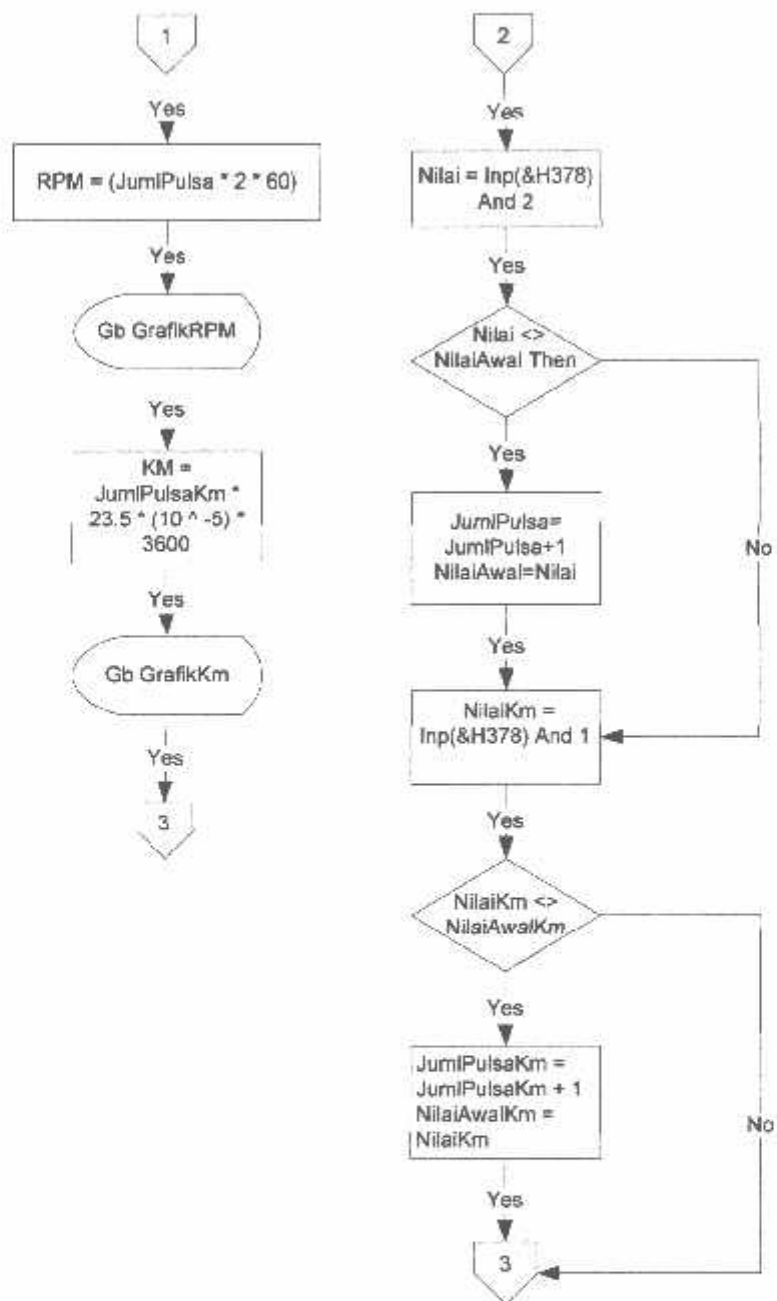 1
Yes
RPM = (JumlPulsa * 2 * 60)
Yes
Gb GrafikRPM
Yes
KM =
JumlPulsaKm *
23.5 * (10 ^ -5) *
3600
Yes
Gb GrafikKm
Yes
3
2
Yes
Nilai = Inp(&H378)
And 2
Yes
Nilai <>
NilaiAwal Then
Yes
No
JumlPulsa=
JumlPulsa+1
NilaiAwal=Nilai
Yes
NilaiKm =
Inp(&H378) And 1
Yes
NilaiKm <>
NilaiAwalKm
Yes
No
JumlPulsaKm =
JumlPulsaKm + 1
NilaiAwalKm =
NilaiKm
Yes
3